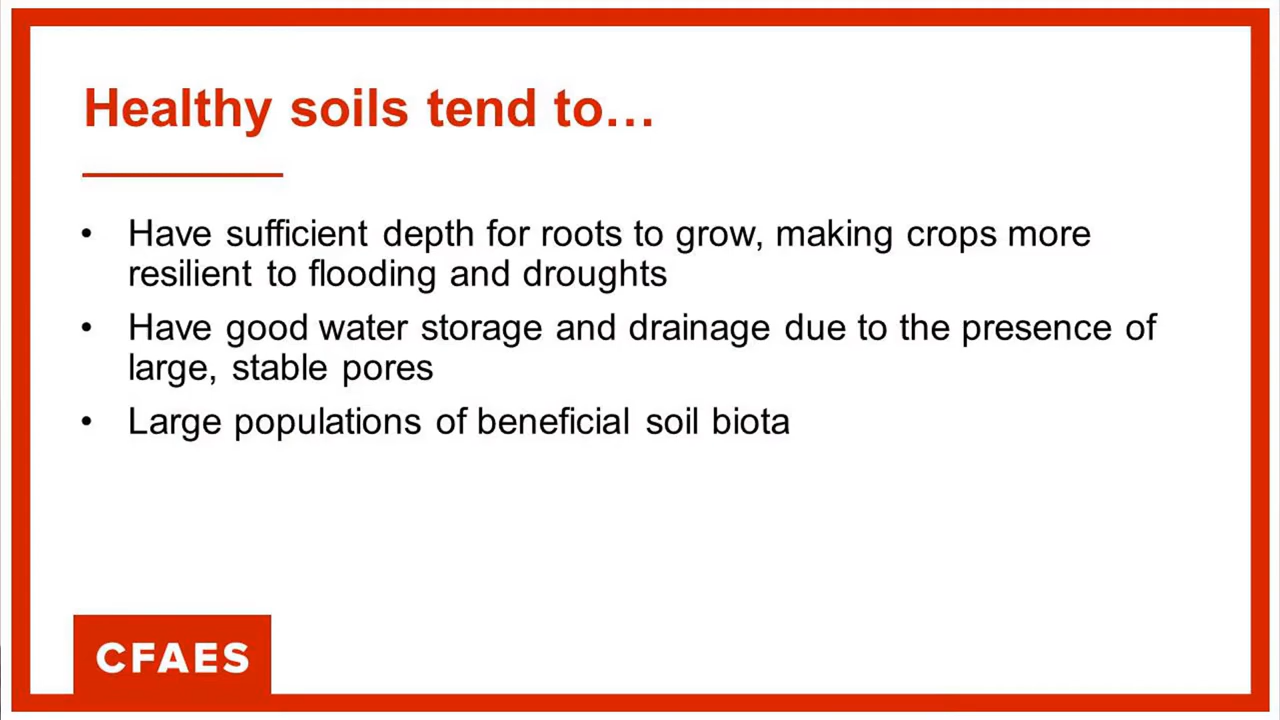 Healthy soils tend to…
• Have sufficient depth for roots to grow, making crops more
resilient to flooding and droughts
• Have good water storage and drainage due to the presence of
large, stable pores
• Large populations of beneficial soil biota
CFAES